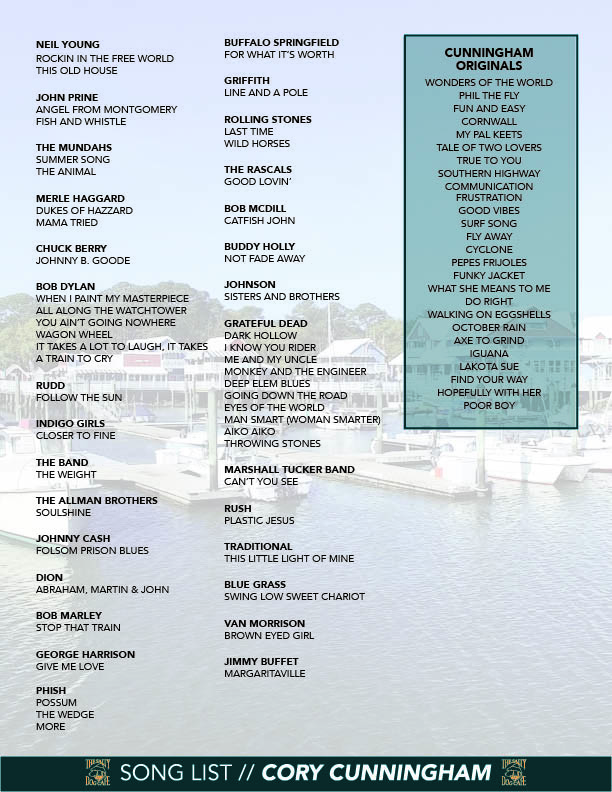 NEIL YOUNG
ROCKIN IN THE FREE WORLD
THIS OLD HOUSE
JOHN PRINE
ANGEL FROM MONTGOMERY
FISH AND WHISTLE
THE MUNDAHS
SUMMER SONG
THE ANIMAL
MERLE HAGGARD
DUKES OF HAZZARD
MAMA TRIED
CHUCK BERRY
JOHNNY B. GOODE
BOB DYLAN
WHEN I PAINT MY MASTERPIECE
ALL ALONG THE WATCHTOWER
YOU AIN'T GOING NOWHERE
WAGON WHEEL
IT TAKES A LOT TO LAUGH, IT TAKES
A TRAIN TO CRY
RUDD
FOLLOW THE SUN
INDIGO GIRLS
CLOSER TO FINE
THE BAND
THE WEIGHT
THE ALLMAN BROTHERS
SOULSHINE
JOHNNY CASH
FOLSOM PRISON BLUES
DION
ABRAHAM, MARTIN & JOHN
BOB MARLEY
STOP THAT TRAIN
GEORGE HARRISON
GIVE ME LOVE
PHISH
POSSUM
THE WEDGE
MORE
BUFFALO SPRINGFIELD
FOR WHAT IT'S WORTH
GRIFFITH
LINE AND A POLE
ROLLING STONES
LAST TIME
WILD HORSES
THE RASCALS
GOOD LOVIN'
BOB MCDILL
CATFISH JOHN
BUDDY HOLLY
NOT FADE AWAY
JOHNSON
SISTERS AND BROTHERS
GRATEFUL DEAD
DARK HOLLOW
I KNOW YOU RIDER
ME AND MY UNCLE
MONKEY AND THE ENGINEER
DEEP ELEM BLUES
GOING DOWN THE ROAD
EYES OF THE WORLD
MAN SMART (WOMAN SMARTER)
AIKO AIKO
THROWING STONES
MARSHALL TUCKER BAND
CAN'T YOU SEE
RUSH
PLASTIC JESUS
TRADITIONAL
THIS LITTLE LIGHT OF MINE
BLUE GRASS
SWING LOW SWEET CHARIOT
VAN MORRISON
BROWN EYED GIRL
JIMMY BUFFET
MARGARITAVILLE
CUNNINGHAM
ORIGINALS
WONDERS OF THE WORLD
PHIL THE FLY
FUN AND EASY
CORNWALL
MY PAL KEETS
TALE OF TWO LOVERS
TRUE TO YOU
SOUTHERN HIGHWAY
COMMUNICATION
FRUSTRATION
GOOD VIBES
SURF SONG
FLY AWAY
CYCLONE
PEPES FRIJOLES
FUNKY JACKET
WHAT SHE MEANS TO ME
DO RIGHT
WALKING ON EGGSHELLS
OCTOBER RAIN
AXE TO GRIND
IGUANA
LAKOTA SUE
FIND YOUR WAY
HOPEFULLY WITH HER
POOR BOY
SONG LIST // CORY CUNNINGHAM